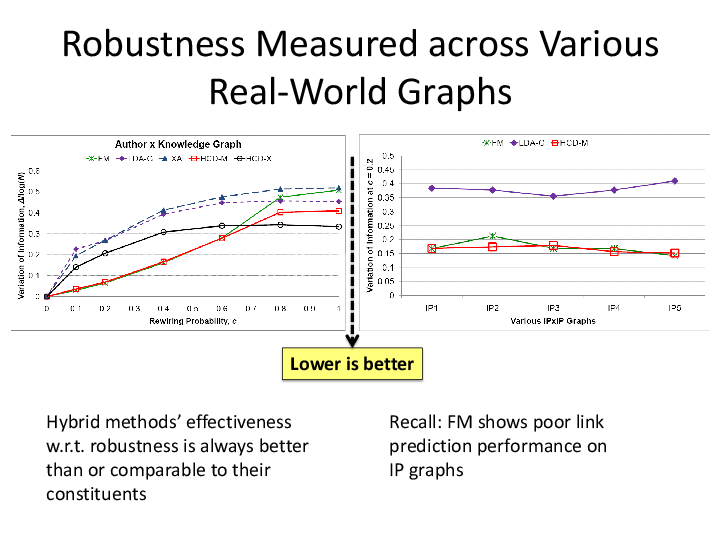 Robustness Measured across Various
Real-World Graphs
Author x Knowledge Graph
FM LDA-G XA HCD-M HCD-X
Variation of Information, Δ/log(N)
0.6
0.5
0.4
0.3
0.2
0.1
0
0 0.1 0.2 0.3 0.4 0.5 0.6 0.7 0.8 0.9 1
Rewiring Probability, c
FM LDA-G HCD-M
Variation of Information at c = 0.2
0.5
0.45
0.4
0.35
0.3
0.25
0.2
0.15
0.1
0.05
0
IP1 IP2 IP3 IP4 IP5
Various IPxIP Graphs
Lower is better
Hybrid methods’ effectiveness
w.r.t. robustness is always better
than or comparable to their
constituents
Recall: FM shows poor link
prediction performance on
IP graphs